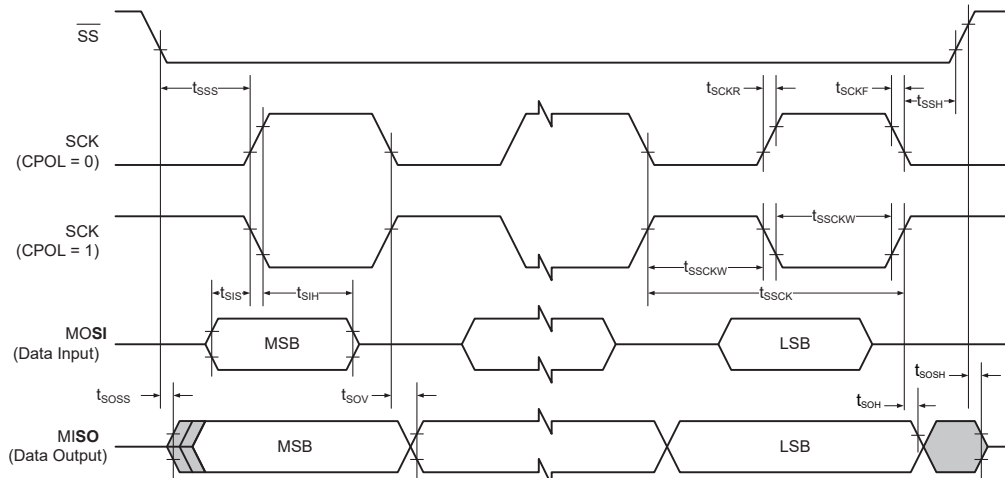 SS
tSSS
tSCKR
tSCKF
tSSH
SCK
(CPOL = 0)
SCK
(CPOL = 1)
tSSCKW
tSSCKW
tSSCK
tSIS
tSIH
MOSI
(Data Input)
MSB
LSB
tSOSS
tSOV
tSOH
tSOSH
MISO
(Data Output)
MSB
LSB